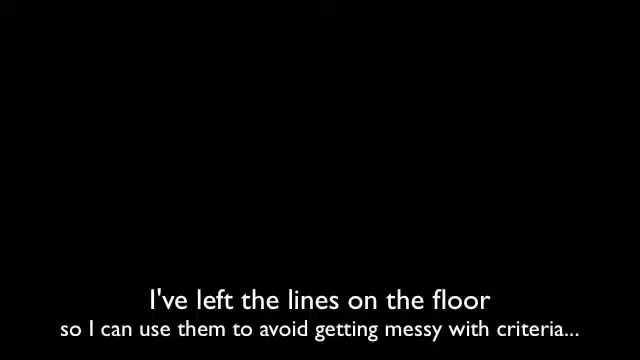 I've left the lines on the floor
so I can use them to avoid getting messy with criteria...